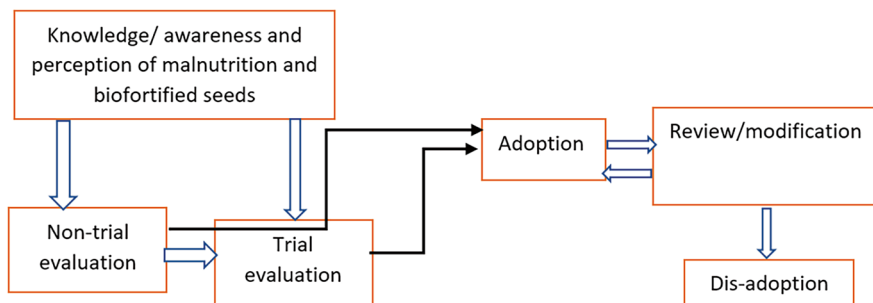 Knowledge/ awareness and
perception of malnutrition and
biofortified seeds
Adoption
Review/modification
Non-trial
evaluation
Trial
evaluation
Dis-adoption